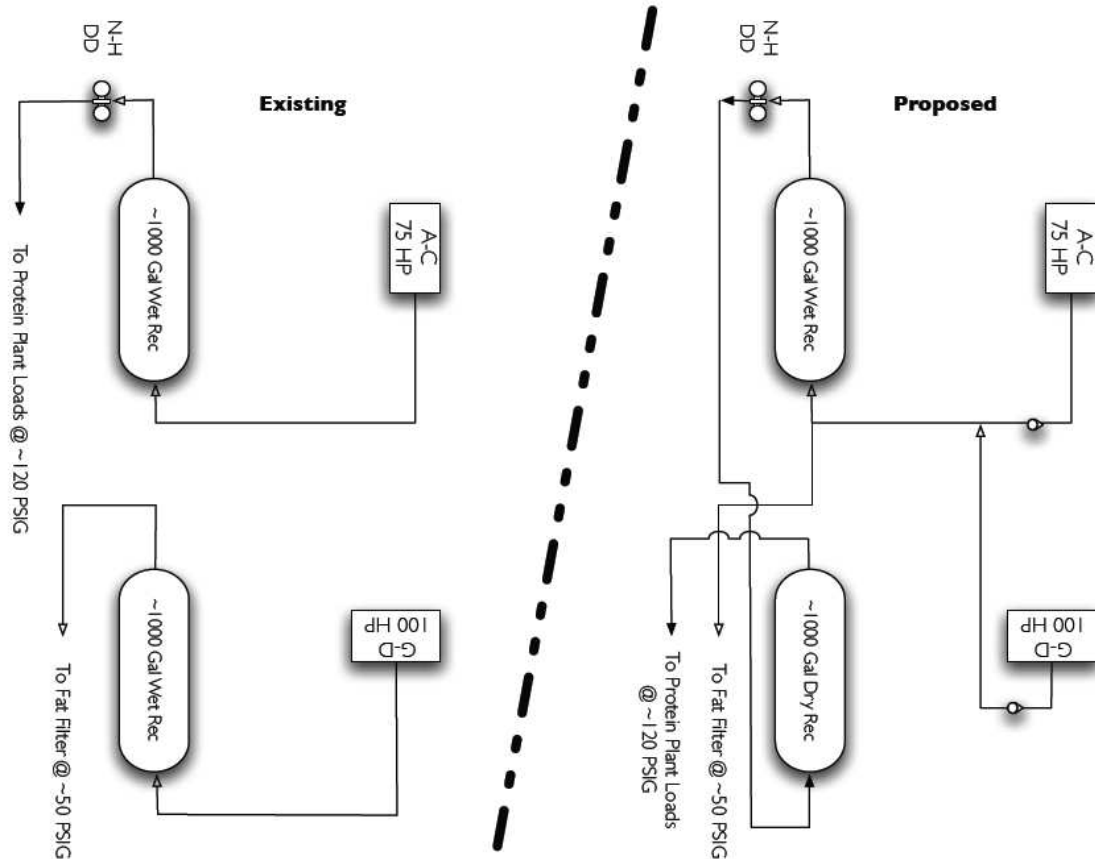 N-H
DD
Existing
~1000 Gal Wet Rec
A-C
75 HP
To Protein Plant Loads @ ~120 PSIG
~1000 Gal Wet Rec
G-D
100 HP
To Fat Filter @ ~50 PSIG
N-H
DD
Proposed
~1000 Gal Wet Rec
A-C
75 HP
~1000 Gal Dry Rec
G-D
100 HP
To Protein Plant Loads
@ ~120 PSIG
To Fat Filter @ ~50 PSIG